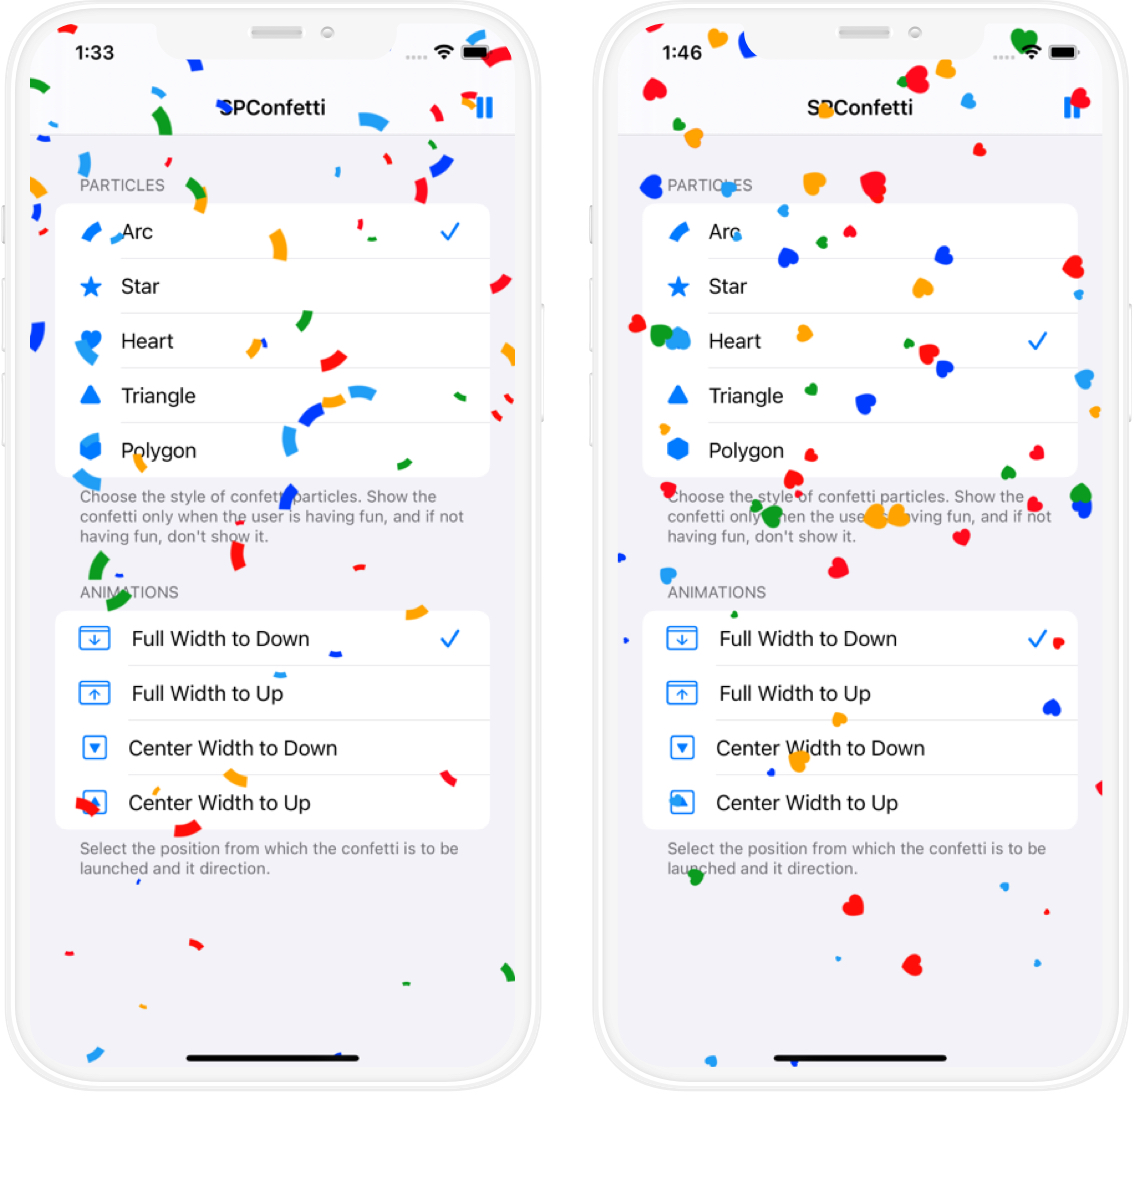 1:33
SPConfetti
PARTICLES
Arc
Star
Heart
Triangle
Polygon
Choose the style of confetti particles. Show the
confetti only when the user is having fun, and if not
having fun, don't show it.
ANIMATIONS
Full Width to Down
Full Width to Up
Center Width to Down
Center Width to Up
Select the position from which the confetti is to be
launched and it direction.
1:46
SPConfetti
PARTICLES
Arc
Star
Heart
Triangle
Polygon
Choose the style of confetti particles. Show the
confetti only when the user is having fun, and if not
having fun, don't show it.
ANIMATIONS
Full Width to Down
Full Width to Up
Center Width to Down
Center Width to Up
Select the position from which the confetti is to be
launched and it direction.